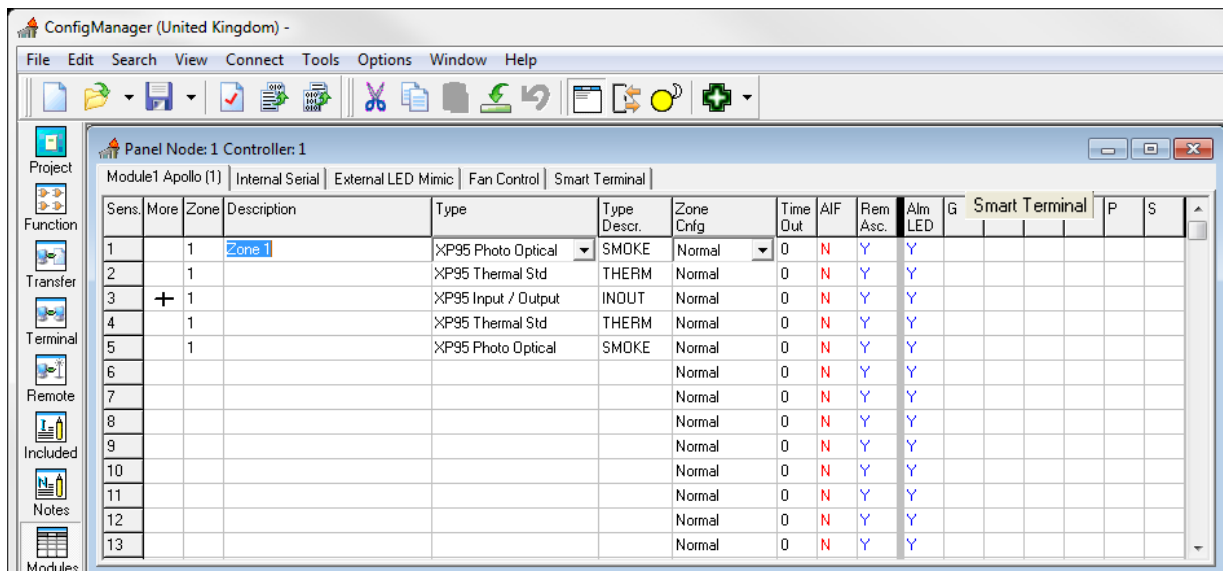 ConfigManager (United Kingdom) -
File Edit Search View Connect Tools Options Window Help
Project
Function
Transfer
Terminal
Remote
Included
Notes
Modules
Panel Node: 1 Controller: 1
Module1 Apollo (1) Internal Serial External LED Mimic Fan Control Smart Terminal
Sens. More Zone Description Type Type Descr. Zone Cnfg Time Out AIF Rem Asc. Alm LED G Smart Terminal P S
1 1 Zone 1 XP95 Photo Optical SMOKE Normal 0 N Y Y
2 1 XP95 Thermal Std THERM Normal 0 N Y Y
3 + 1 XP95 Input / Output INOUT Normal 0 N Y Y
4 1 XP95 Thermal Std THERM Normal 0 N Y Y
5 1 XP95 Photo Optical SMOKE Normal 0 N Y Y
6 Normal 0 N Y Y
7 Normal 0 N Y Y
8 Normal 0 N Y Y
9 Normal 0 N Y Y
10 Normal 0 N Y Y
11 Normal 0 N Y Y
12 Normal 0 N Y Y
13 Normal 0 N Y Y